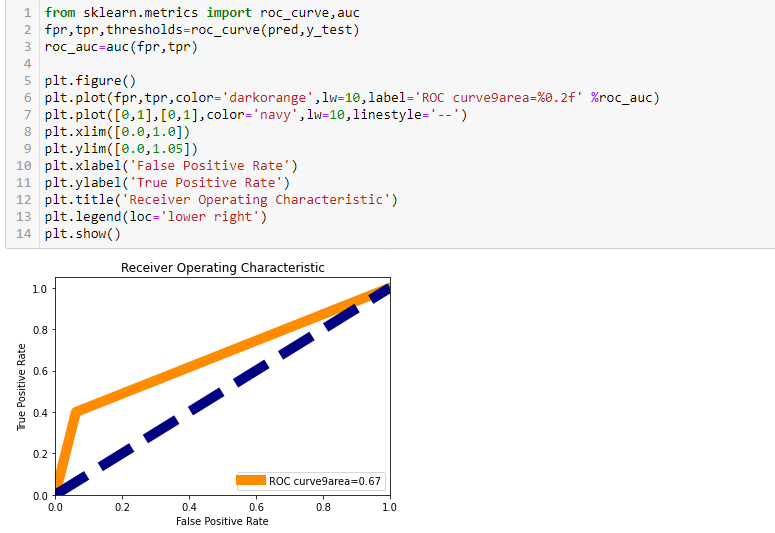 1 from sklearn.metrics import roc_curve,auc
2 fpr,tpr,thresholds=roc_curve(pred,y_test)
3 roc_auc=auc(fpr,tpr)
4
5 plt.figure()
6 plt.plot(fpr,tpr,color='darkorange',lw=10,label='ROC curve9area=%0.2f' %roc_auc)
7 plt.plot([0,1],[0,1],color='navy',lw=10,linestyle='--')
8 plt.xlim([0.0,1.0])
9 plt.ylim([0.0,1.05])
10 plt.xlabel('False Positive Rate')
11 plt.ylabel('True Positive Rate')
12 plt.title('Receiver Operating Characteristic')
13 plt.legend(loc='lower right')
14 plt.show()
Receiver Operating Characteristic
True Positive Rate
1.0
0.8
0.6
0.4
0.2
0.0
ROC curve9area=0.67
0.0 0.2 0.4 0.6 0.8 1.0
False Positive Rate